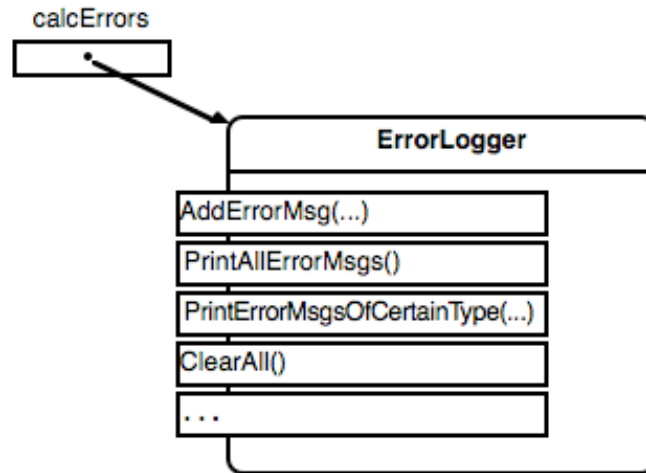 calcErrors
ErrorLogger
AddErrorMsg(...)
PrintAllErrorMsgs()
PrintErrorMsgsOfCertainType(...)
ClearAll()
...